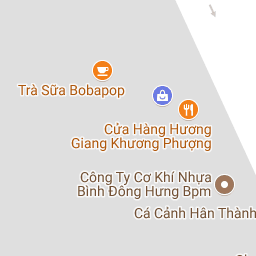 Trà Sữa Bobapop
Cửa Hàng Hương
Giang Khương Phượng
Công Ty Cơ Khí Nhựa
Bình Đông Hưng Bpm
Cá Cảnh Hân Thành